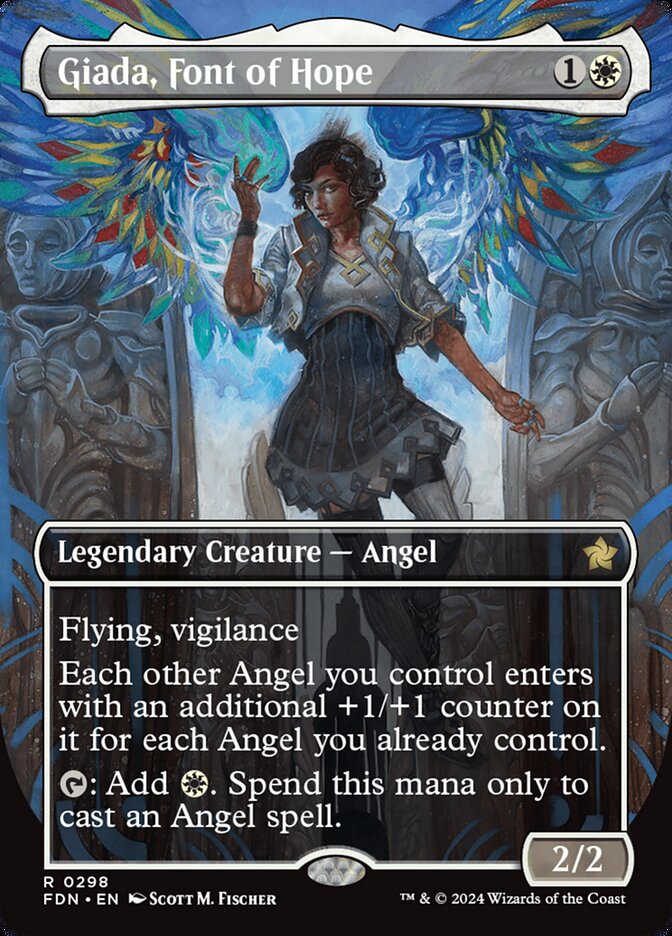 Giada, Font of Hope 1
Legendary Creature — Angel
Flying, vigilance
Each other Angel you control enters
with an additional +1/+1 counter on
it for each Angel you already control.
: Add . Spend this mana only to
cast an Angel spell.
2/2
R 0298
FDN • EN Scott M. Fischer
™ & © 2024 Wizards of the Coast